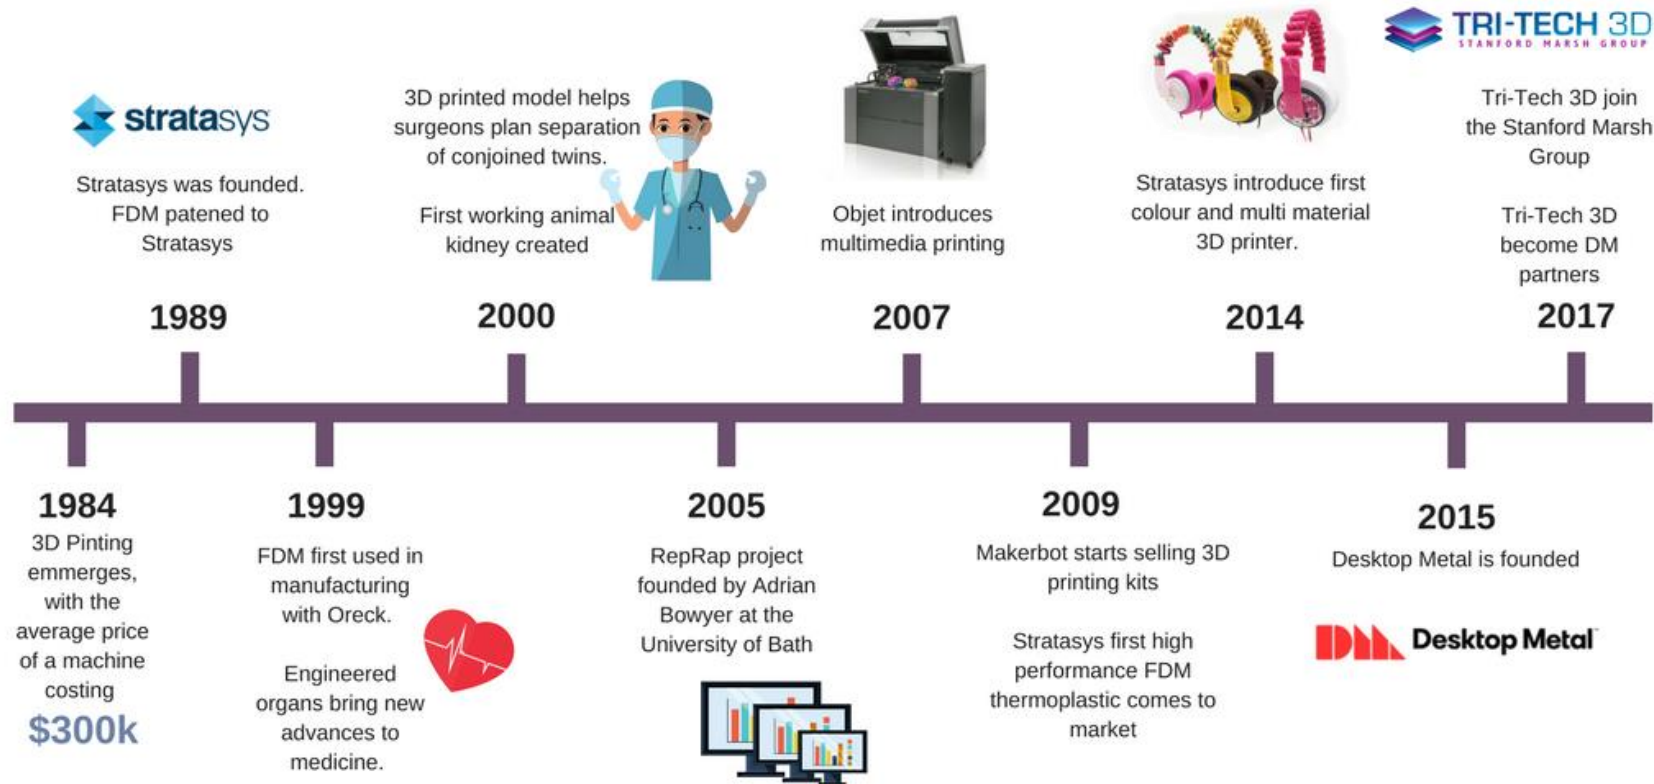 stratasys
Stratasys was founded.
FDM patened to
Stratasys
1989
3D printed model helps
surgeons plan separation
of conjoined twins.
First working animal
kidney created
2000
Objet introduces
multimedia printing
2007
Stratasys introduce first
colour and multi material
3D printer.
2014
TRI-TECH 3D
STANFORD MARSH GROUP
Tri-Tech 3D join
the Stanford Marsh
Group
Tri-Tech 3D
become DM
partners
2017
1984
3D Pinting
emmerges,
with the
average price
of a machine
costing
$300k
1999
FDM first used in
manufacturing
with Oreck.
Engineered
organs bring new
advances to
medicine.
2005
RepRap project
founded by Adrian
Bowyer at the
University of Bath
2009
Makerbot starts selling 3D
printing kits
Stratasys first high
performance FDM
thermoplastic comes to
market
2015
Desktop Metal is founded
DM Desktop Metal